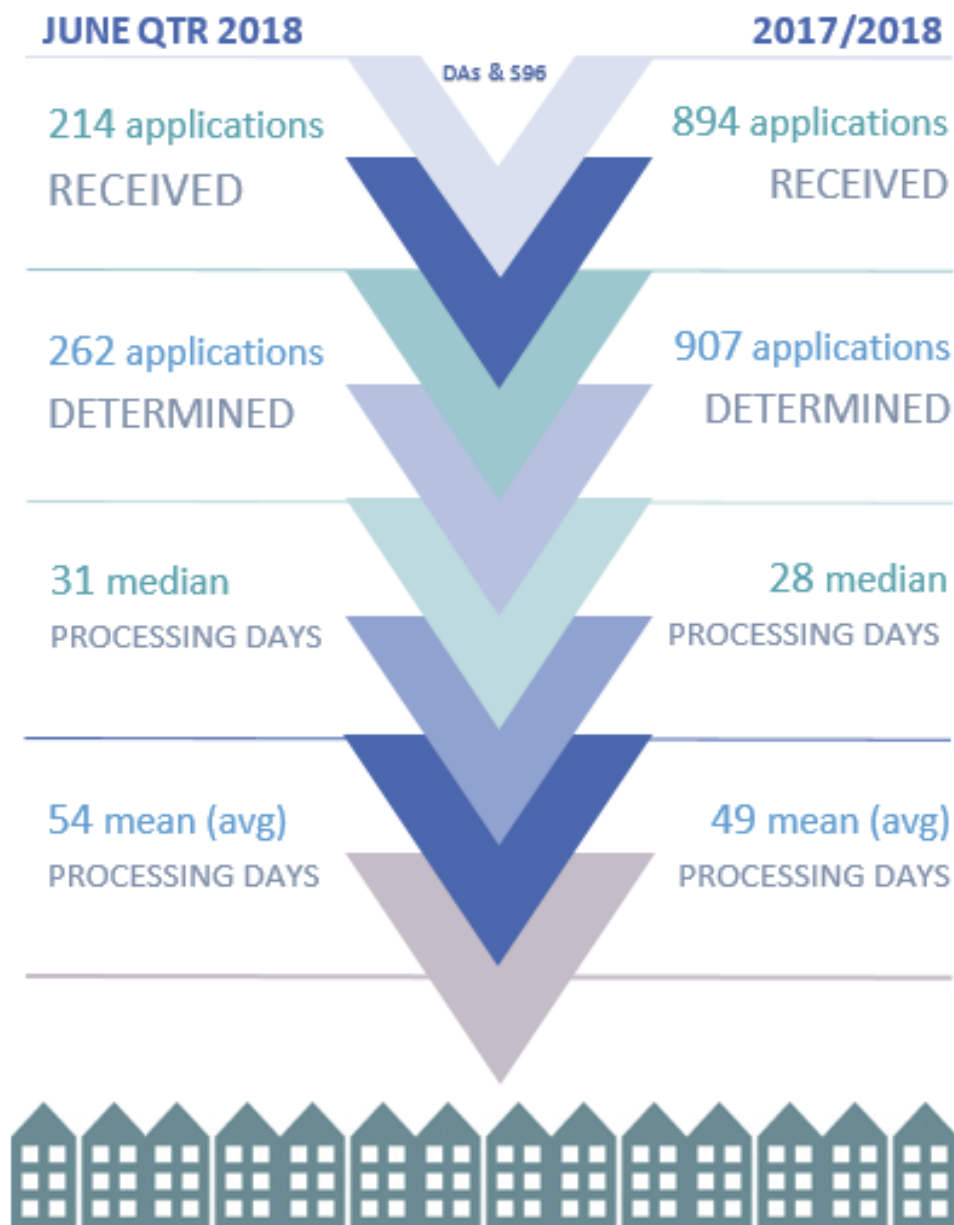 JUNE QTR 2018
2017/2018
DAs & S96
214 applications
RECEIVED
894 applications
RECEIVED
262 applications
DETERMINED
907 applications
DETERMINED
31 median
PROCESSING DAYS
28 median
PROCESSING DAYS
54 mean (avg)
PROCESSING DAYS
49 mean (avg)
PROCESSING DAYS